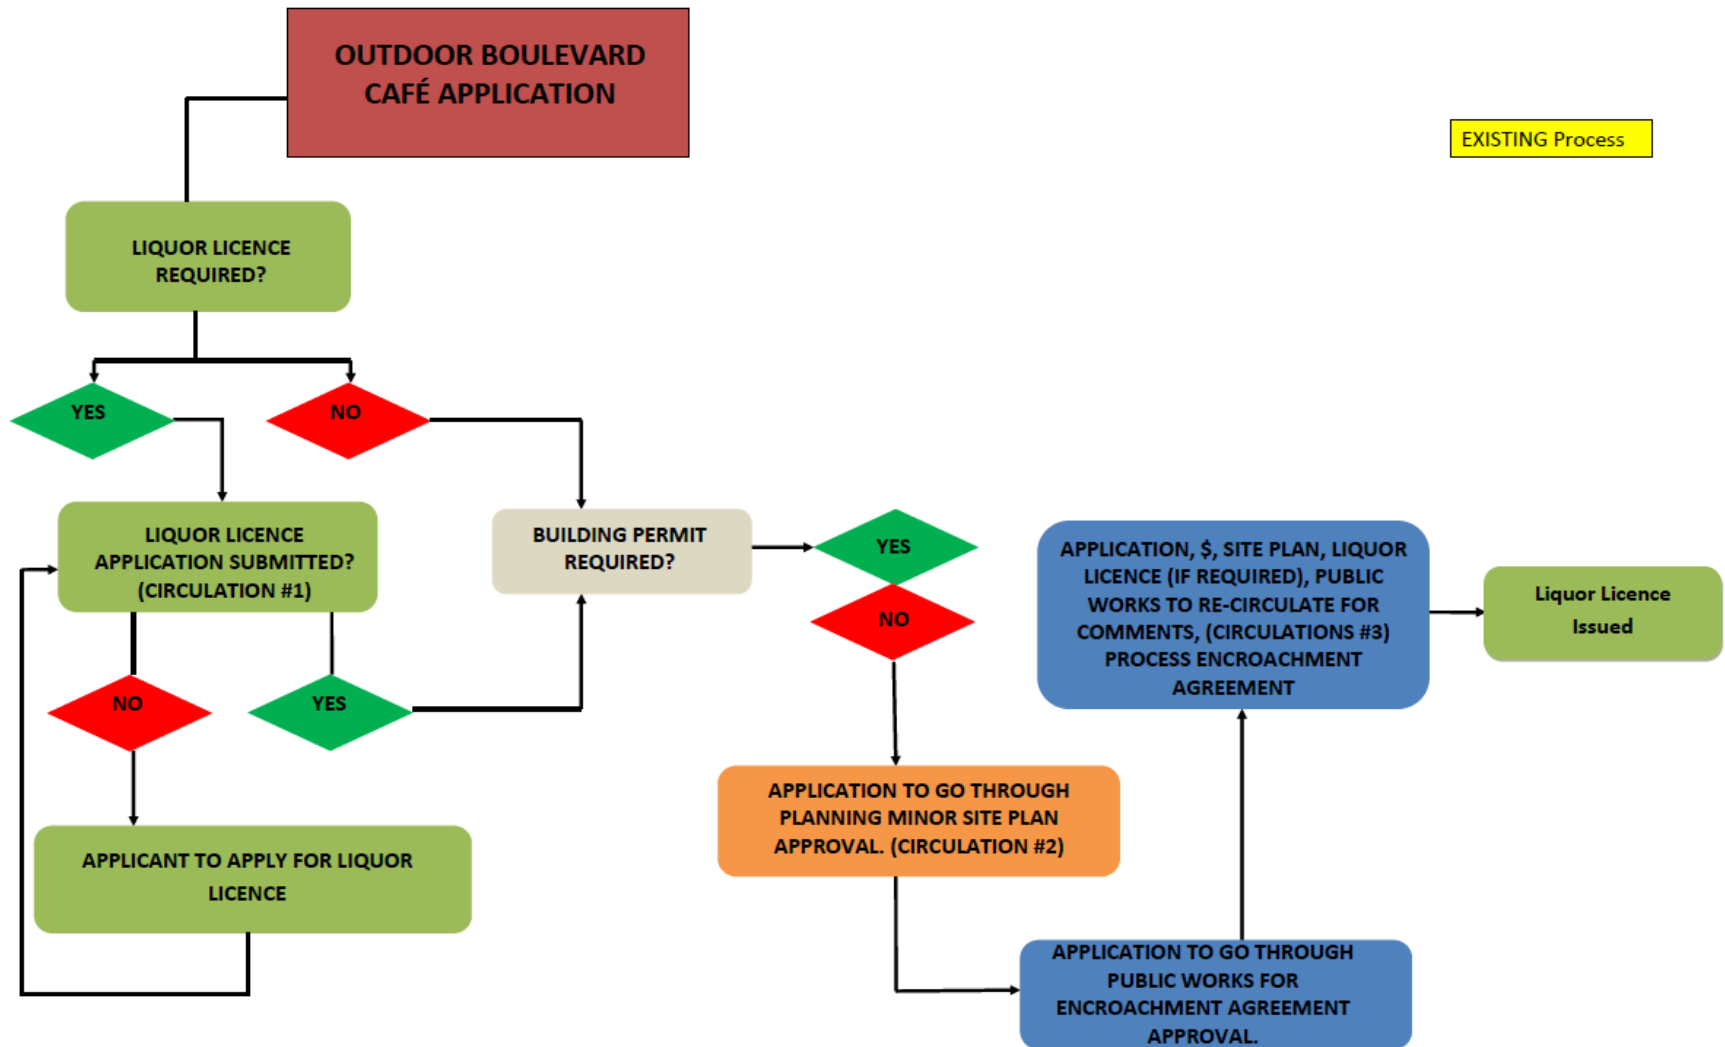 OUTDOOR BOULEVARD
CAFÉ APPLICATION
EXISTING Process
LIQUOR LICENCE
REQUIRED?
YES
NO
LIQUOR LICENCE
APPLICATION SUBMITTED?
(CIRCULATION #1)
BUILDING PERMIT
REQUIRED?
YES
NO
APPLICATION, $, SITE PLAN, LIQUOR
LICENCE (IF REQUIRED), PUBLIC
WORKS TO RE-CIRCULATE FOR
COMMENTS, (CIRCULATIONS #3)
PROCESS ENCROACHMENT
AGREEMENT
Liquor Licence
Issued
NO
YES
APPLICATION TO GO THROUGH
PLANNING MINOR SITE PLAN
APPROVAL. (CIRCULATION #2)
APPLICANT TO APPLY FOR LIQUOR
LICENCE
APPLICATION TO GO THROUGH
PUBLIC WORKS FOR
ENCROACHMENT AGREEMENT
APPROVAL.